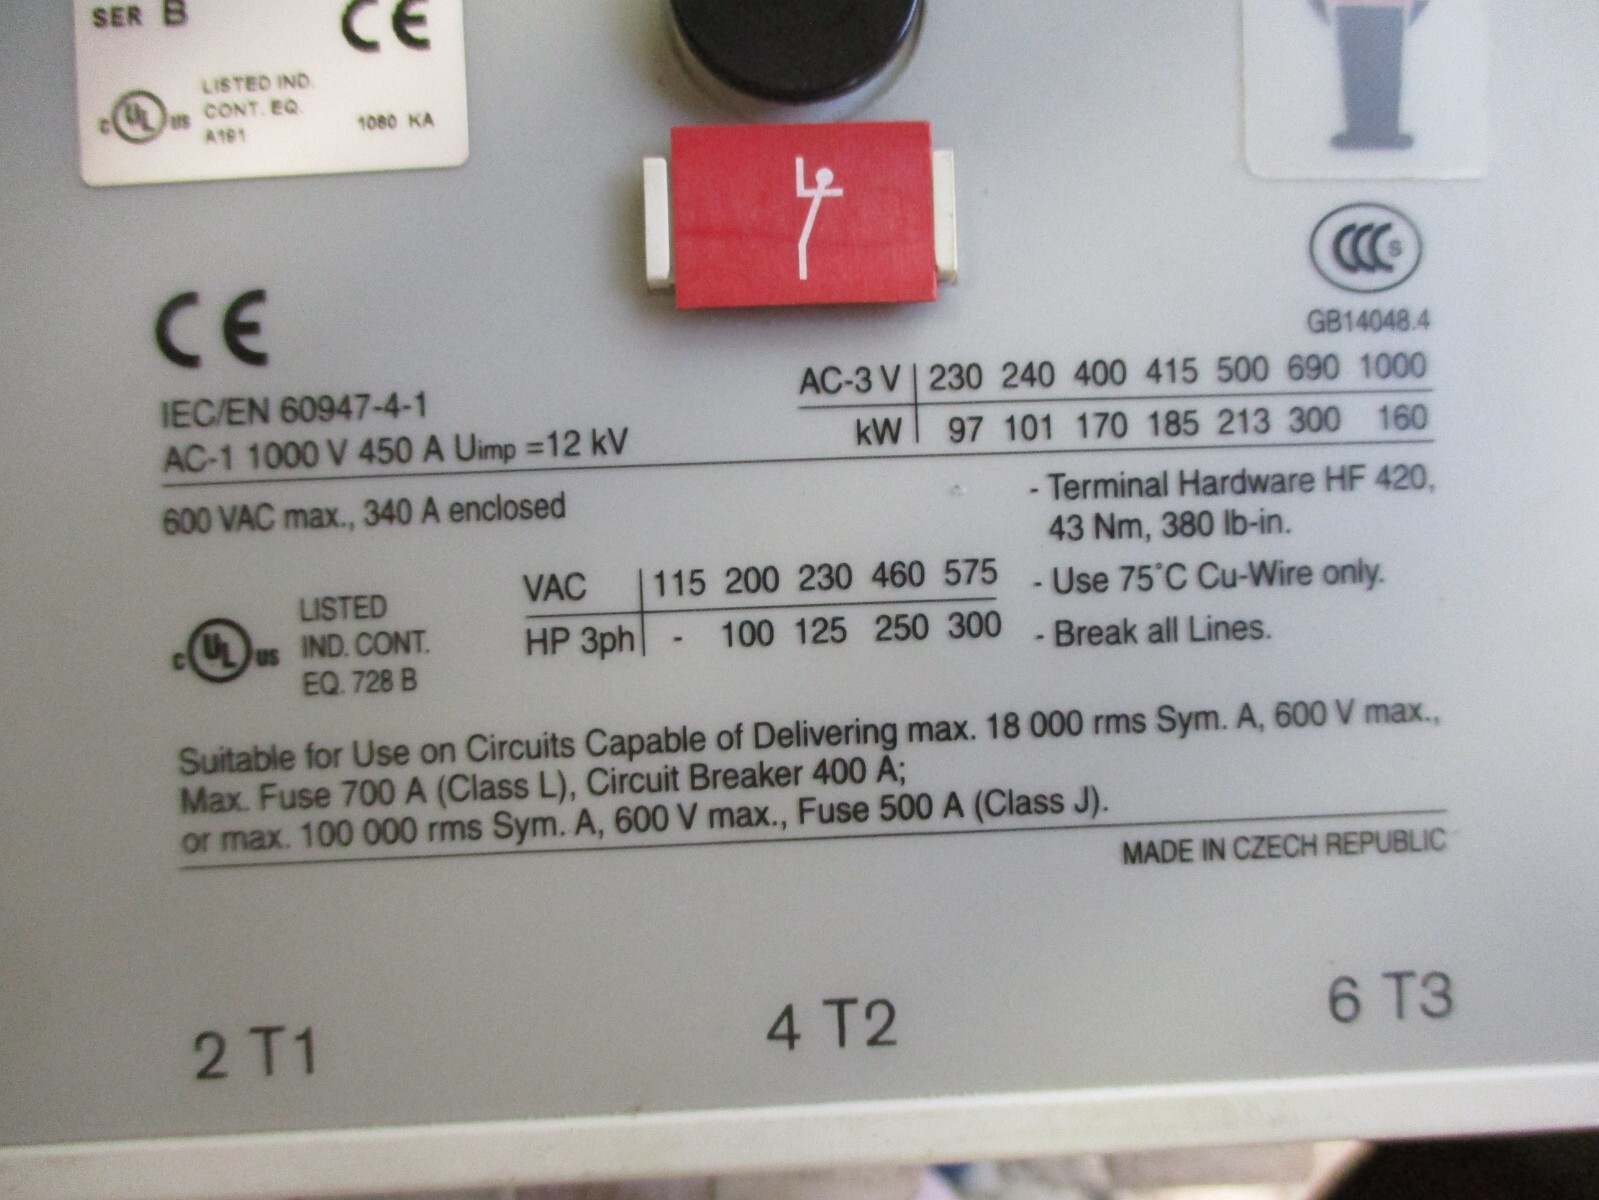 SER B
CE
LISTED IND.
CONT. EQ.
A191
c UL us
1080 KA
CCC S
GB14048.4
CE
IEC/EN 60947-4-1
AC-1 1000 V 450 A Uimp =12 kV
AC-3 V 230 240 400 415 500 690 1000
kW 97 101 170 185 213 300 160
600 VAC max., 340 A enclosed
- Terminal Hardware HF 420,
43 Nm, 380 lb-in.
- Use 75°C Cu-Wire only.
- Break all Lines.
c UL us
LISTED
IND. CONT.
EQ. 728 B
VAC 115 200 230 460 575
HP 3ph - 100 125 250 300
Suitable for Use on Circuits Capable of Delivering max. 18 000 rms Sym. A, 600 V max.,
Max. Fuse 700 A (Class L), Circuit Breaker 400 A;
or max. 100 000 rms Sym. A, 600 V max., Fuse 500 A (Class J).
MADE IN CZECH REPUBLIC
2 T1 4 T2 6 T3